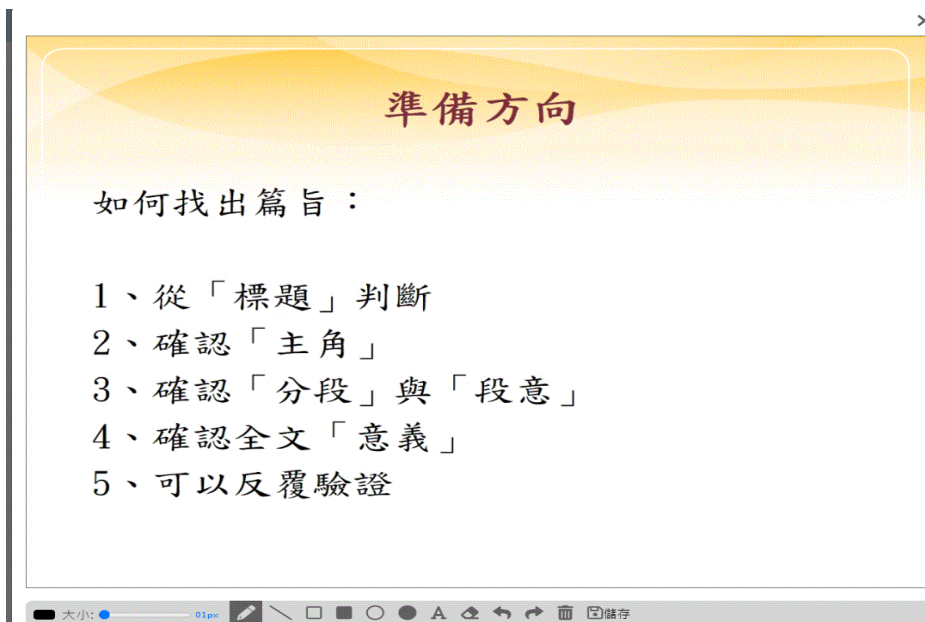 準備方向
如何找出篇旨：
1、從「標題」判斷
2、確認「主角」
3、確認「分段」與「段意」
4、確認全文「意義」
5、可以反覆驗證
大小: 01px A 儲存